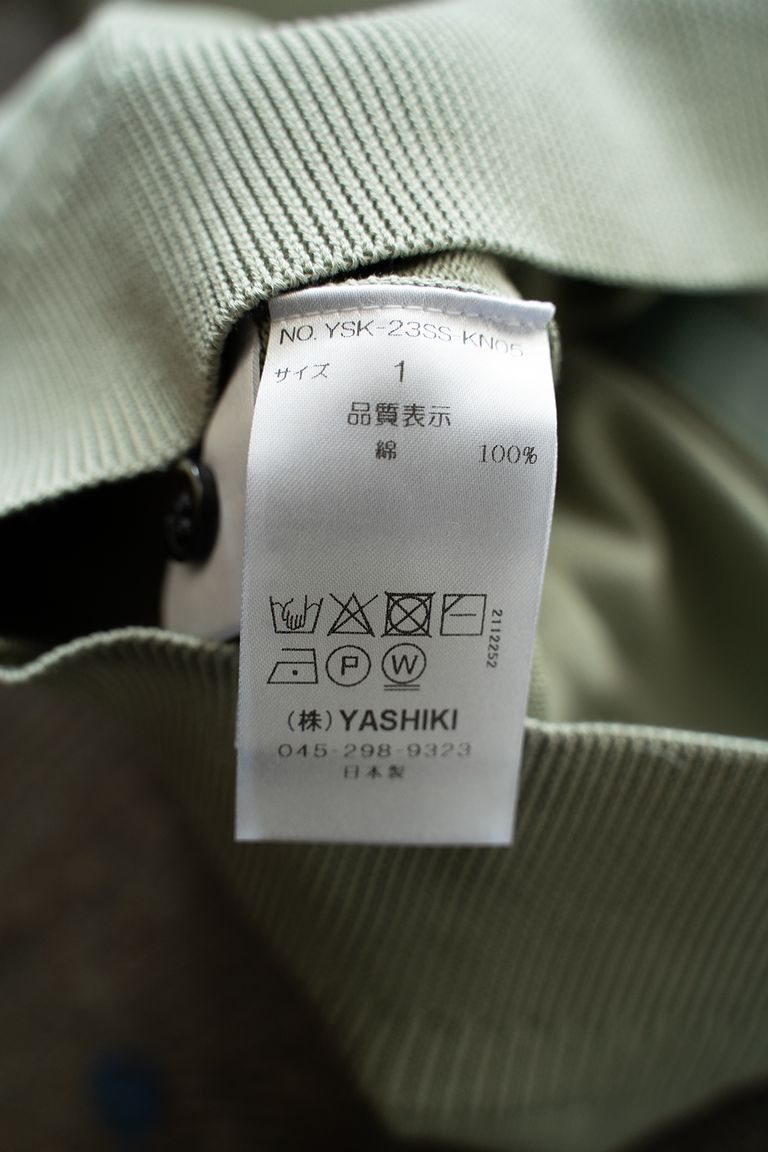 NO. YSK-23SS-KN05
サイズ 1
品質表示
綿 100%
2112252
P W
(株)YASHIKI
045-298-9323
日本製